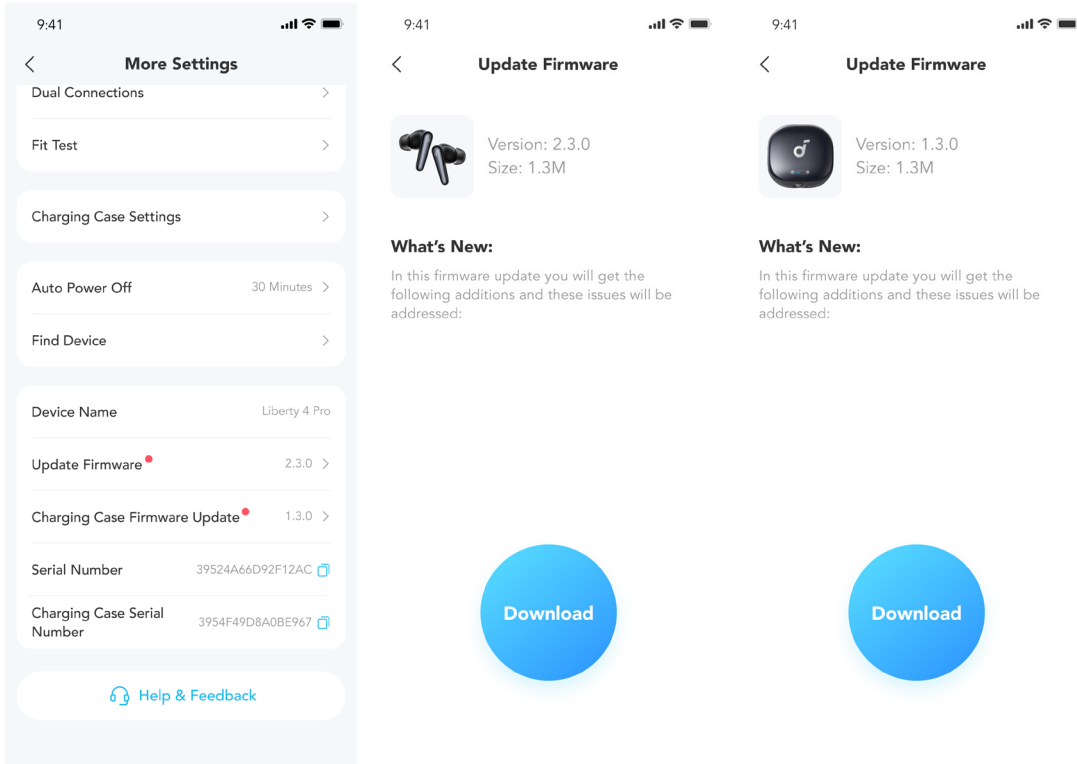 9:41
More Settings
Dual Connections
Fit Test
Charging Case Settings
Auto Power Off 30 Minutes
Find Device
Device Name Liberty 4 Pro
Update Firmware 2.3.0
Charging Case Firmware Update 1.3.0
Serial Number 39524A66D92F12AC
Charging Case Serial
Number 3954F49D8A0BE967
Help & Feedback
9:41
Update Firmware
Version: 2.3.0
Size: 1.3M
What's New:
In this firmware update you will get the
following additions and these issues will be
addressed:
Download
9:41
Update Firmware
Version: 1.3.0
Size: 1.3M
What's New:
In this firmware update you will get the
following additions and these issues will be
addressed:
Download